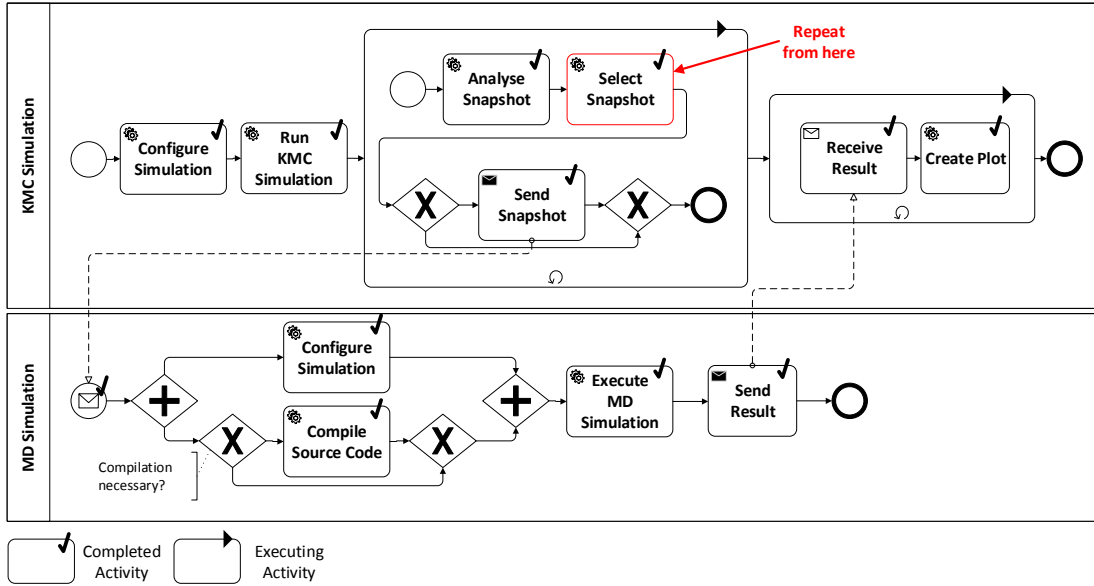 KMC Simulation
Configure
Simulation
Run
KMC
Simulation
Analyse
Snapshot
Select
Snapshot
Repeat
from here
X
Send
Snapshot
X
Receive
Result
Create Plot
MD Simulation
Configure
Simulation
X
Compile
Source Code
X
Compilation
necessary?
Execute
MD
Simulation
Send
Result
Completed
Activity
Executing
Activity